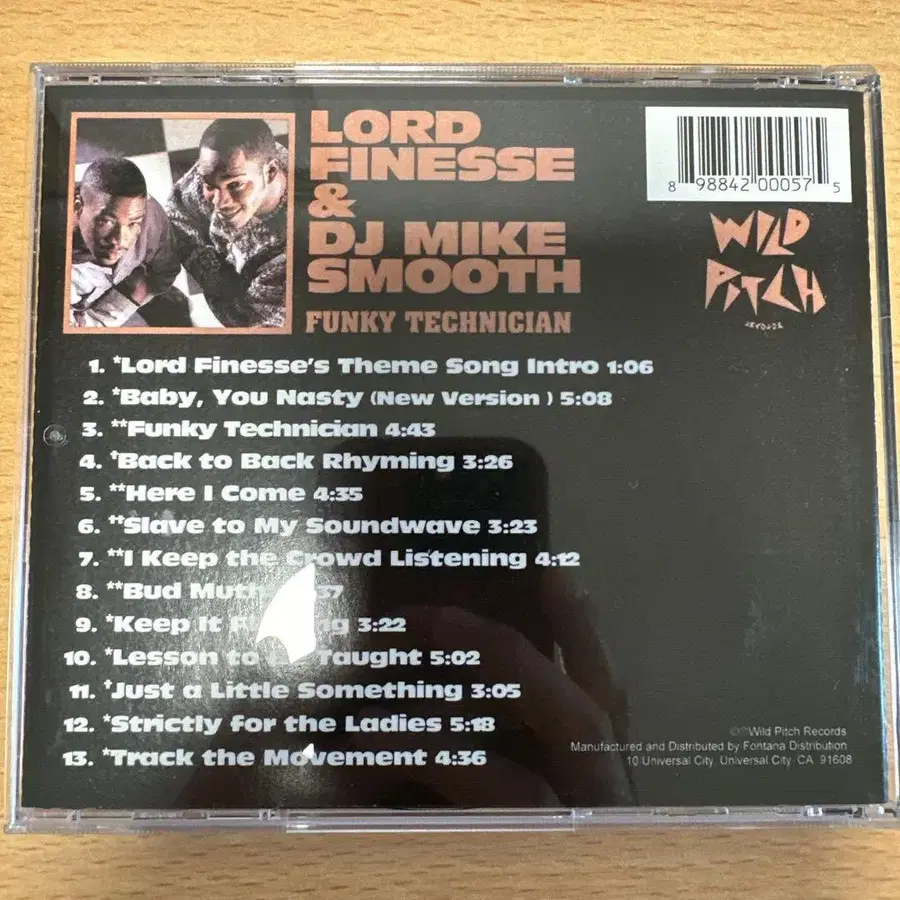 LORD
FINESSE
&
DJ MIKE
SMOOTH
FUNKY TECHNICIAN
8 98842 00057 5
WILD
PITCH
1. *Lord Finesse's Theme Song Intro 1:06
2. *Baby, You Nasty (New Version ) 5:08
3. **Funky Technician 4:43
4. †Back to Back Rhyming 3:26
5. **Here I Come 4:35
6. ††Slave to My Soundwave 3:23
7. **I Keep the Crowd Listening 4:12
8. **Bud
9. *Keep It 3:22
10. *Lesson to Taught 5:02
11. †Just a Little Something 3:05
12. *Strictly for the Ladies 5:18
13. *Track the Movement 4:36
Wild Pitch Records
Manufactured and Distributed by Fontana Distribution
10 Universal City, Universal City, CA 91608